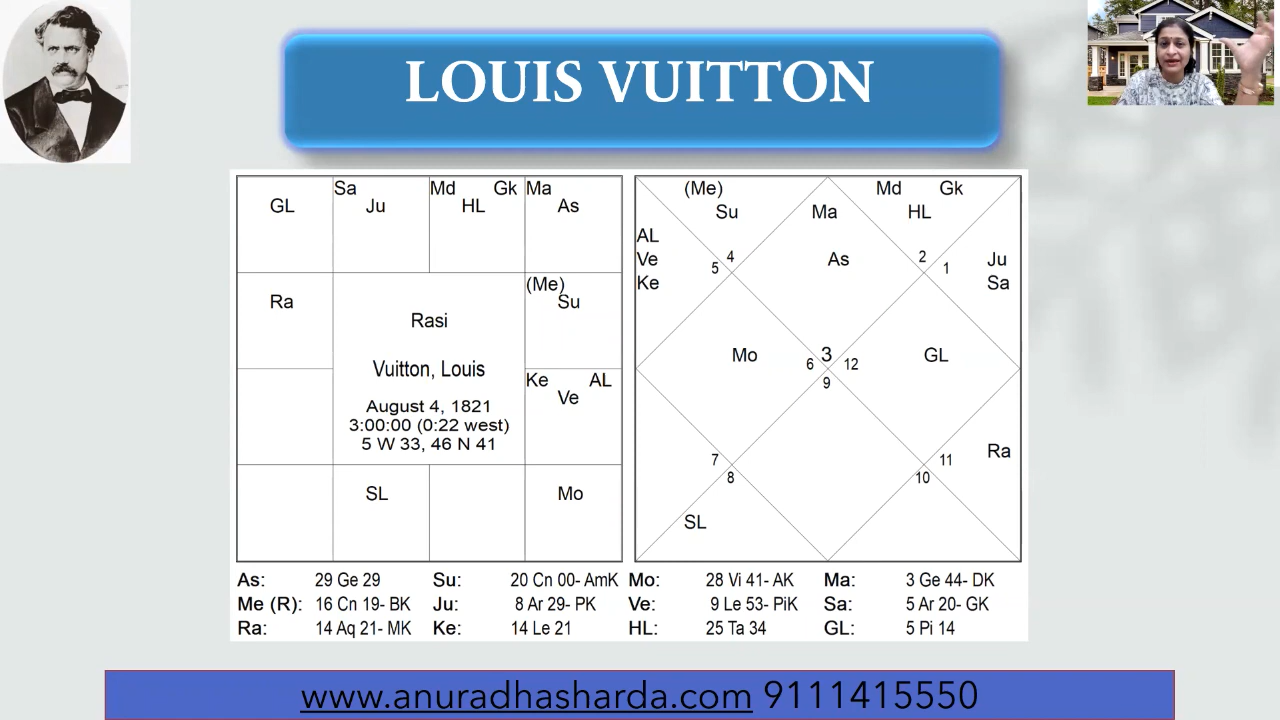 LOUIS VUITTON
GL
Sa
Ju
Md Gk
HL
Ma
As
Ra
(Me)
Su
Rasi
Vuitton, Louis
August 4, 1821
3:00:00 (0:22 west)
5 W 33, 46 N 41
Ke AL
Ve
SL
Mo
(Me)
Su
Ma
Md Gk
HL
AL
Ve
Ke
4
5
As
2
1
Ju
Sa
Mo
6
3
12
9
GL
7
8
11
10
Ra
SL
As: 29 Ge 29 Su: 20 Cn 00- AmK Mo: 28 Vi 41- AK Ma: 3 Ge 44- DK
Me (R): 16 Cn 19- BK Ju: 8 Ar 29- PK Ve: 9 Le 53- PiK Sa: 5 Ar 20- GK
Ra: 14 Aq 21- MK Ke: 14 Le 21 HL: 25 Ta 34 GL: 5 Pi 14
www.anuradhasharda.com 9111415550